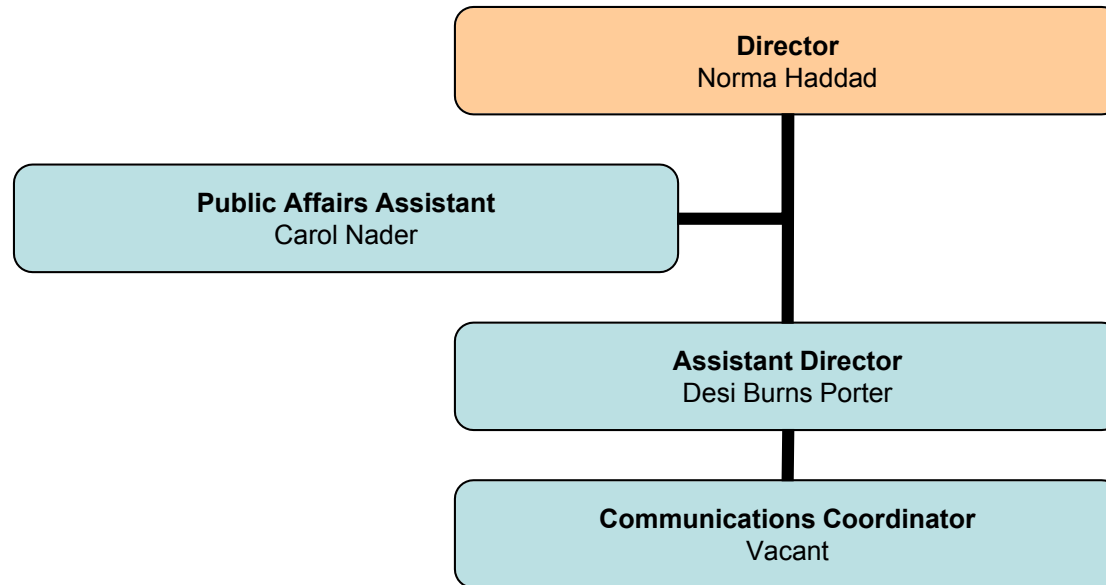 Director
Norma Haddad
Public Affairs Assistant
Carol Nader
Assistant Director
Desi Burns Porter
Communications Coordinator
Vacant